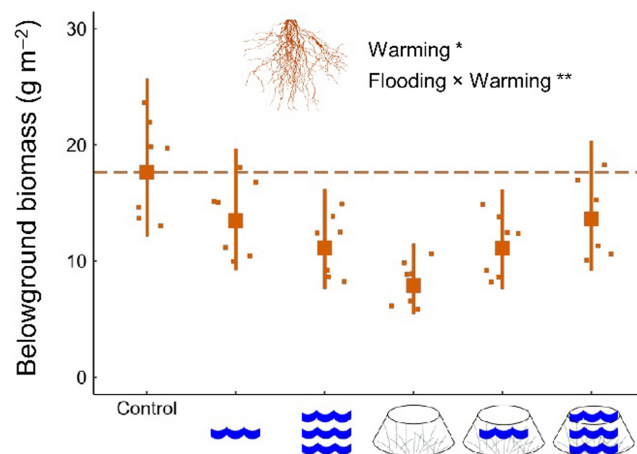 30
20
10
0
Belowground biomass (g m⁻²)
Warming *
Flooding × Warming **
Control